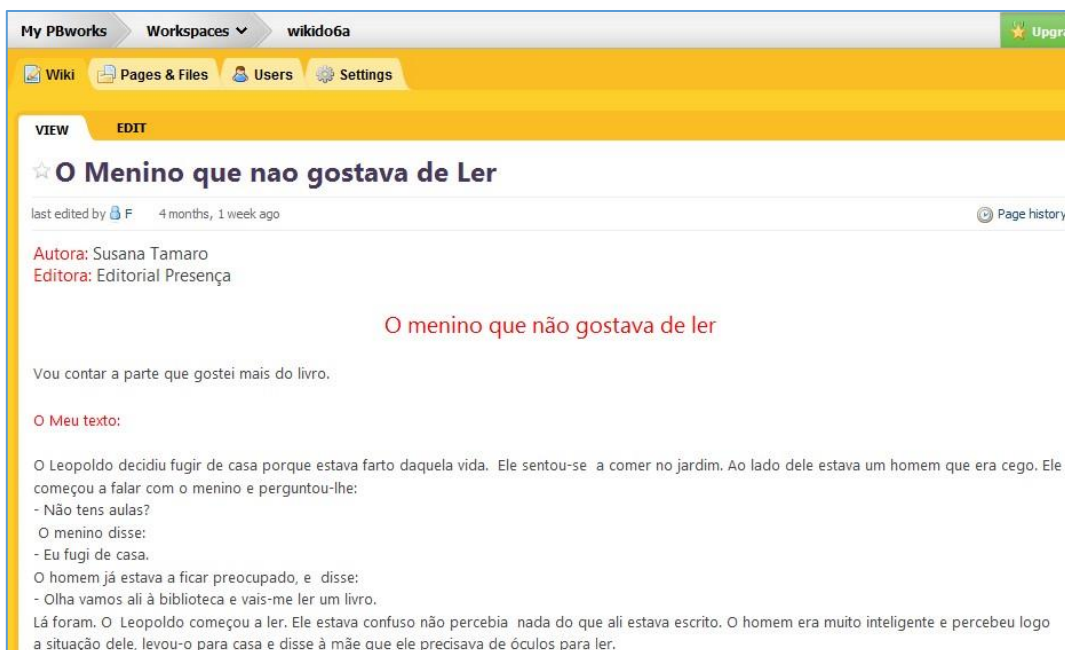 My PBworks Workspaces wikido6a
Wiki Pages & Files Users Settings
VIEW EDIT
O Menino que nao gostava de Ler
last edited by F 4 months, 1 week ago Page history
Autora: Susana Tamaro
Editora: Editorial Presença
O menino que não gostava de ler
Vou contar a parte que gostei mais do livro.
O Meu texto:
O Leopoldo decidiu fugir de casa porque estava farto daquela vida. Ele sentou-se a comer no jardim. Ao lado dele estava um homem que era cego. Ele
começou a falar com o menino e perguntou-lhe:
- Não tens aulas?
O menino disse:
- Eu fugi de casa.
O homem já estava a ficar preocupado, e disse:
- Olha vamos ali à biblioteca e vais-me ler um livro.
Lá foram. O Leopoldo começou a ler. Ele estava confuso não percebia nada do que ali estava escrito. O homem era muito inteligente e percebeu logo
a situação dele, levou-o para casa e disse à mãe que ele precisava de óculos para ler.